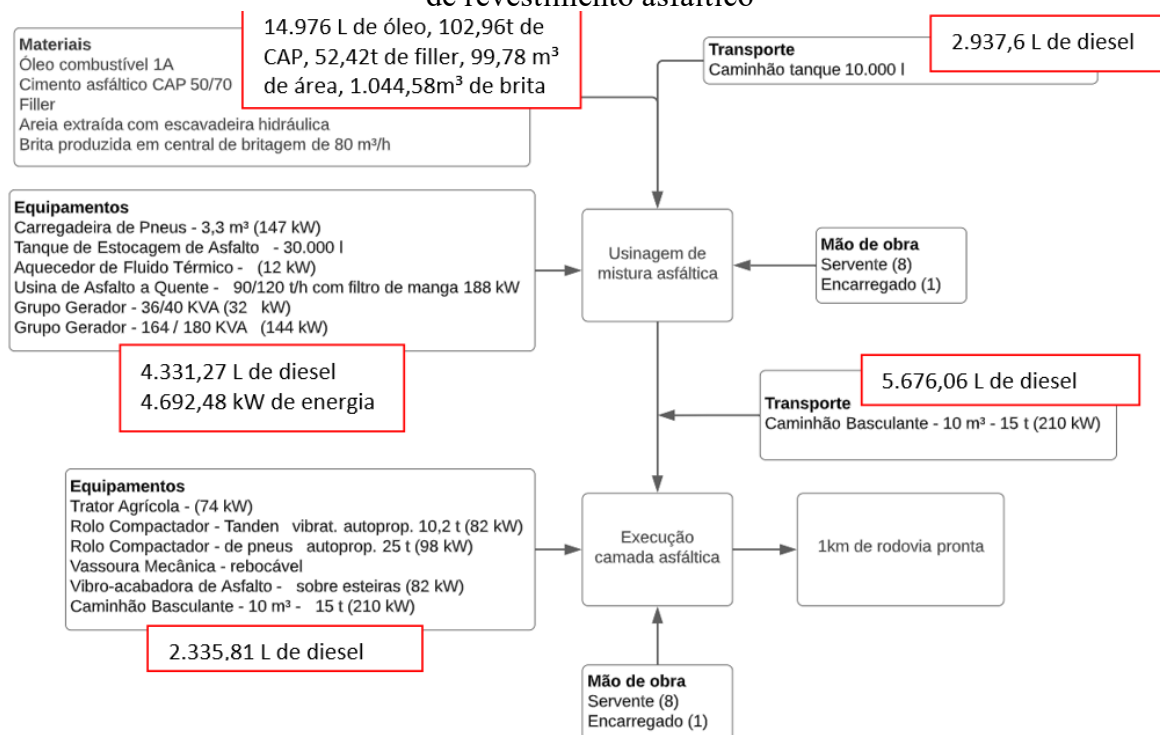 de revestimento asfáltico
Materiais
Óleo combustível 1A
Cimento asfáltico CAP 50/70
Filler
Areia extraída com escavadeira hidráulica
Brita produzida em central de britagem de 80 m³/h
14.976 L de óleo, 102,96t de
CAP, 52,42t de filler, 99,78 m³
de área, 1.044,58m³ de brita
Transporte
Caminhão tanque 10.000 l
2.937,6 L de diesel
Equipamentos
Carregadeira de Pneus - 3,3 m³ (147 kW)
Tanque de Estocagem de Asfalto - 30.000 l
Aquecedor de Fluido Térmico - (12 kW)
Usina de Asfalto a Quente - 90/120 t/h com filtro de manga 188 kW
Grupo Gerador - 36/40 KVA (32 kW)
Grupo Gerador - 164 / 180 KVA (144 kW)
4.331,27 L de diesel
4.692,48 kW de energia
Usinagem de
mistura asfáltica
Mão de obra
Servente (8)
Encarregado (1)
5.676,06 L de diesel
Transporte
Caminhão Basculante - 10 m³ - 15 t (210 kW)
Equipamentos
Trator Agrícola - (74 kW)
Rolo Compactador - Tanden vibrat. autoprop. 10,2 t (82 kW)
Rolo Compactador - de pneus autoprop. 25 t (98 kW)
Vassoura Mecânica - rebocável
Vibro-acabadora de Asfalto - sobre esteiras (82 kW)
Caminhão Basculante - 10 m³ - 15 t (210 kW)
2.335,81 L de diesel
Execução
camada asfáltica
1km de rodovia pronta
Mão de obra
Servente (8)
Encarregado (1)